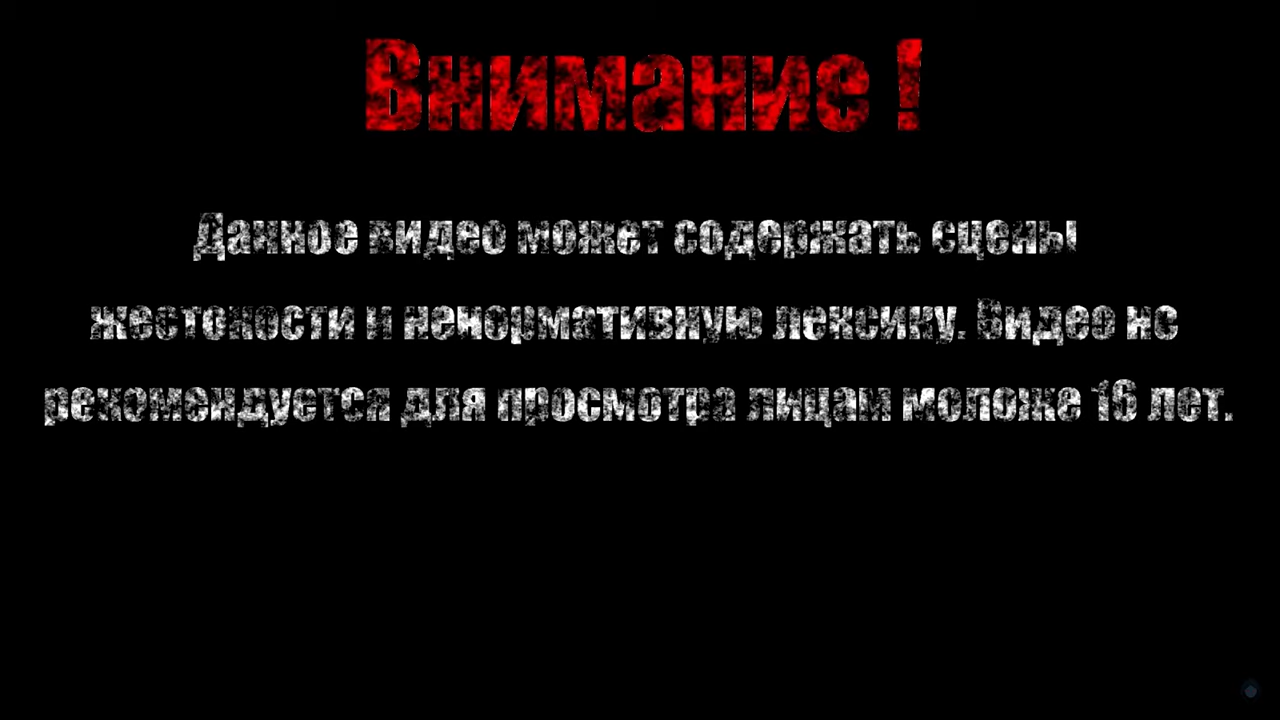 Внимание !
Данное видео может содержать сцены
жестокости и ненормативную лексику. Видео не
рекомендуется для просмотра лицам моложе 16 лет.